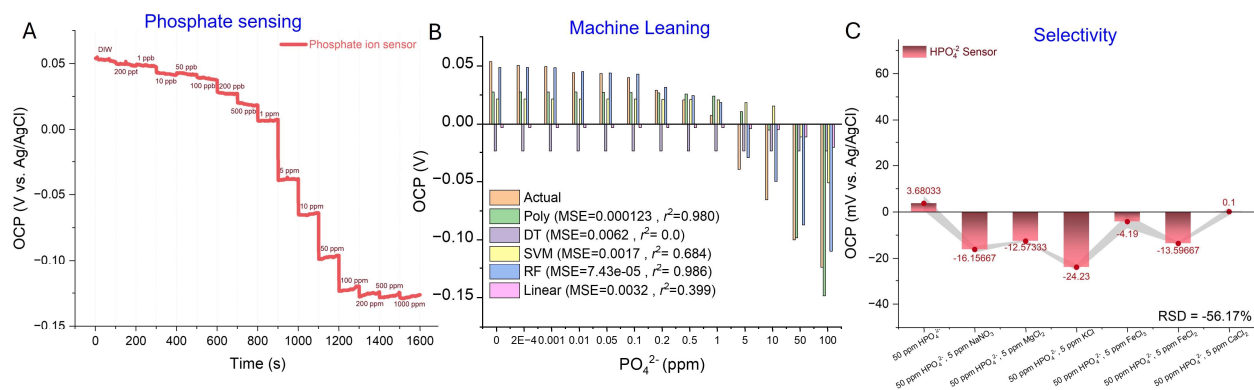 A
Phosphate sensing
Phosphate ion sensor
OCP (V vs. Ag/AgCl)
0.05
0.00
−0.05
−0.10
−0.15
DIW
200 ppt
1 ppb
10 ppb
50 ppb
100 ppb
200 ppb
500 ppb
1 ppm
5 ppm
10 ppm
50 ppm
100 ppm
200 ppm
500 ppm
1000 ppm
0 200 400 600 800 1000 1200 1400 1600
Time (s)
B
Machine Leaning
OCP (V)
0.05
0.00
−0.05
−0.10
−0.15
Actual
Poly (MSE=0.000123 , r²=0.980)
DT (MSE=0.0062 , r²= 0.0)
SVM (MSE=0.0017 , r²= 0.684)
RF (MSE=7.43e-05 , r²= 0.986)
Linear (MSE=0.0032 , r²=0.399)
0 2E−4 0.001 0.01 0.05 0.1 0.2 0.5 1 5 10 50 100
PO₄²⁻ (ppm)
C
Selectivity
HPO₄⁻² Sensor
OCP (mV vs. Ag/AgCl)
60
40
20
0
−20
−40
3.68033
-16.15667
-12.57333
-24.23
-4.19
-13.59667
0.1
RSD = -56.17%
50 ppm HPO₄²⁻
50 ppm HPO₄²⁻, 5 ppm NaNO₃
50 ppm HPO₄²⁻, 5 ppm MgCl₂
50 ppm HPO₄²⁻, 5 ppm KCl
50 ppm HPO₄²⁻, 5 ppm FeCl₃
50 ppm HPO₄²⁻, 5 ppm FeCl₂
50 ppm HPO₄²⁻, 5 ppm CaCl₂